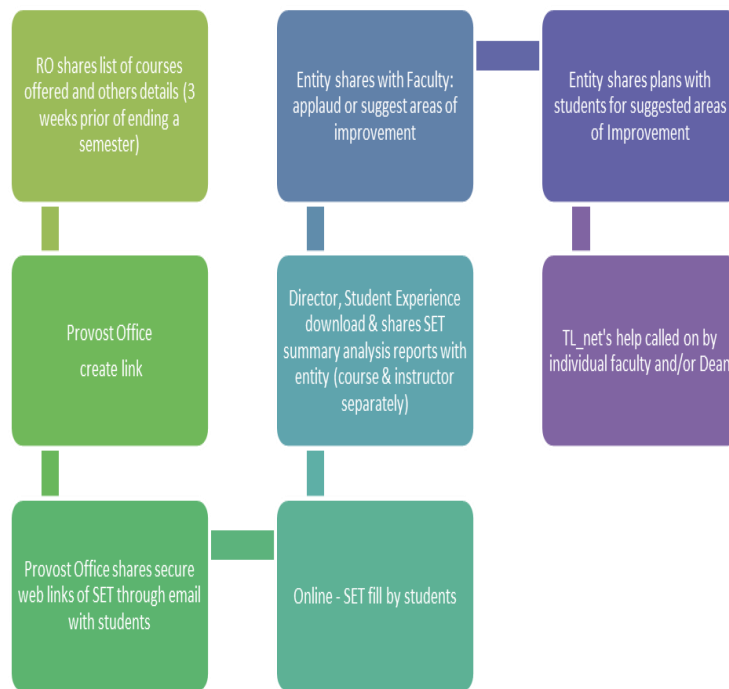 RO shares list of courses
offered and others details (3
weeks prior of ending a
semester)
Provost Office
create link
Provost Office shares secure
web links of SET through email
with students
Online - SET fill by students
Director, Student Experience
download & shares SET
summary analysis reports with
entity (course & instructor
separately)
Entity shares with Faculty:
applaud or suggest areas of
improvement
Entity shares plans with
students for suggested areas
of Improvement
TL_net's help called on by
individual faculty and/or Dean